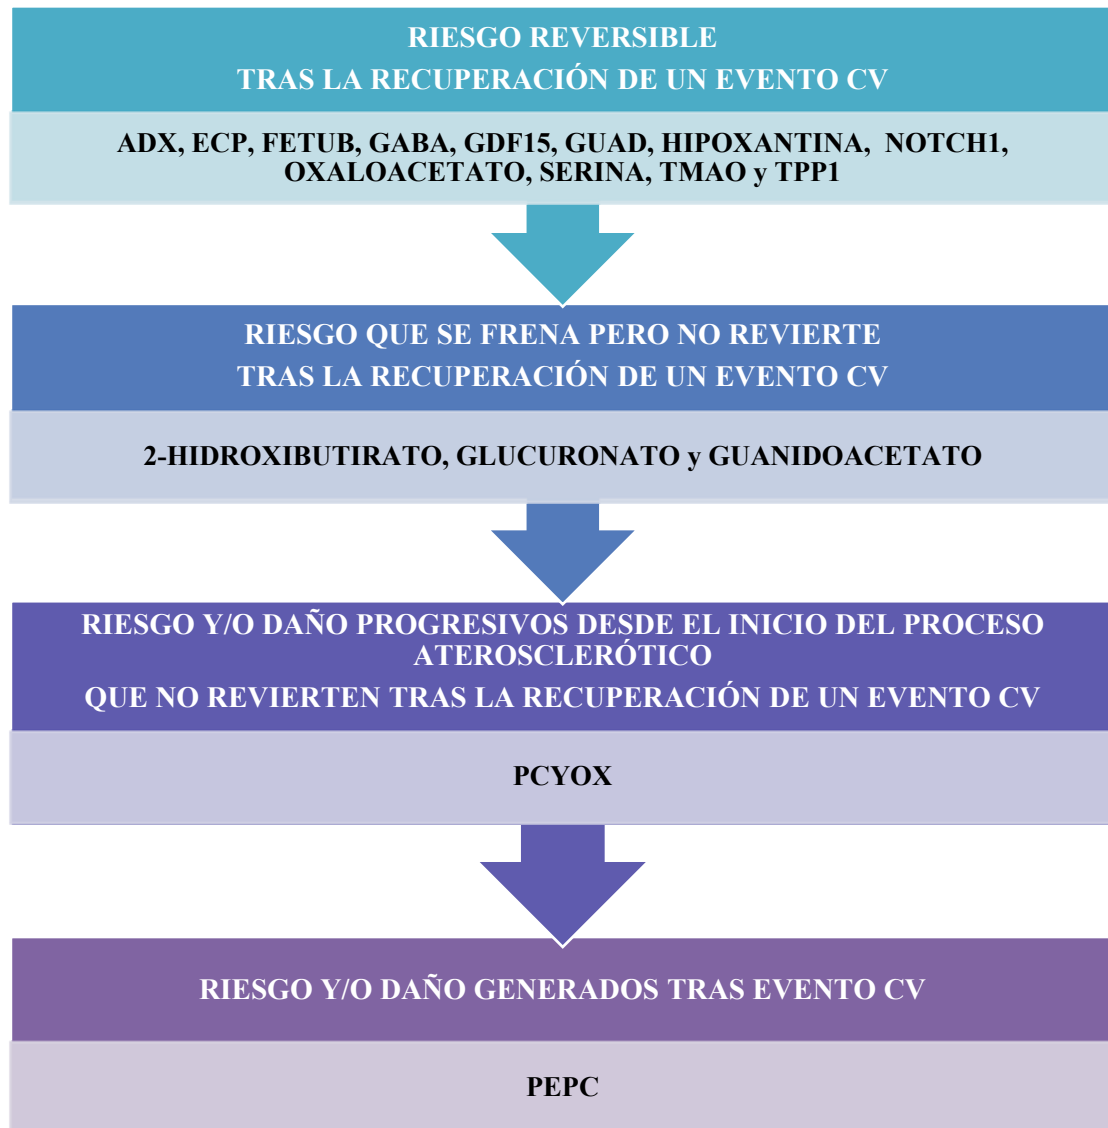 RIESGO REVERSIBLE
TRAS LA RECUPERACIÓN DE UN EVENTO CV
ADX, ECP, FETUB, GABA, GDF15, GUAD, HIPOXANTINA, NOTCH1,
OXALOACETATO, SERINA, TMAO y TPP1
RIESGO QUE SE FRENA PERO NO REVIERTE
TRAS LA RECUPERACIÓN DE UN EVENTO CV
2-HIDROXIBUTIRATO, GLUCURONATO y GUANIDOACETATO
RIESGO Y/O DAÑO PROGRESIVOS DESDE EL INICIO DEL PROCESO
ATEROSCLERÓTICO
QUE NO REVIERTEN TRAS LA RECUPERACIÓN DE UN EVENTO CV
PCYOX
RIESGO Y/O DAÑO GENERADOS TRAS EVENTO CV
PEPC